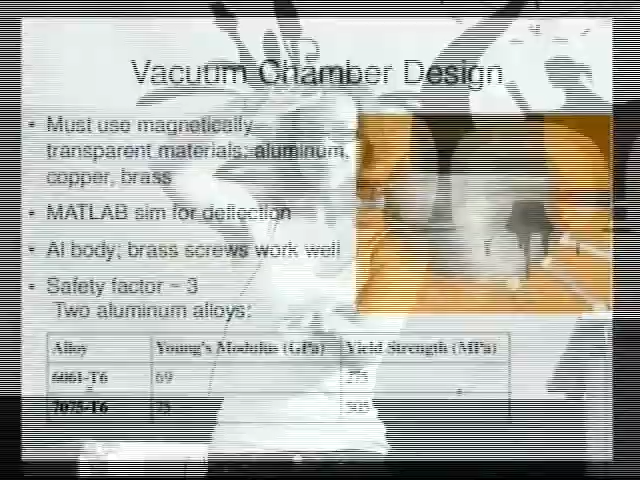 Vacuum Chamber Design
• Must use magnetically
transparent materials: aluminum,
copper, brass
• MATLAB sim for deflection
• Al body; brass screws work well
• Safety factor ~ 3
Two aluminum alloys:
Alloy Young's Modulus (GPa) Yield Strength (MPa)
6061-T6 69 275
7075-T6 75 505